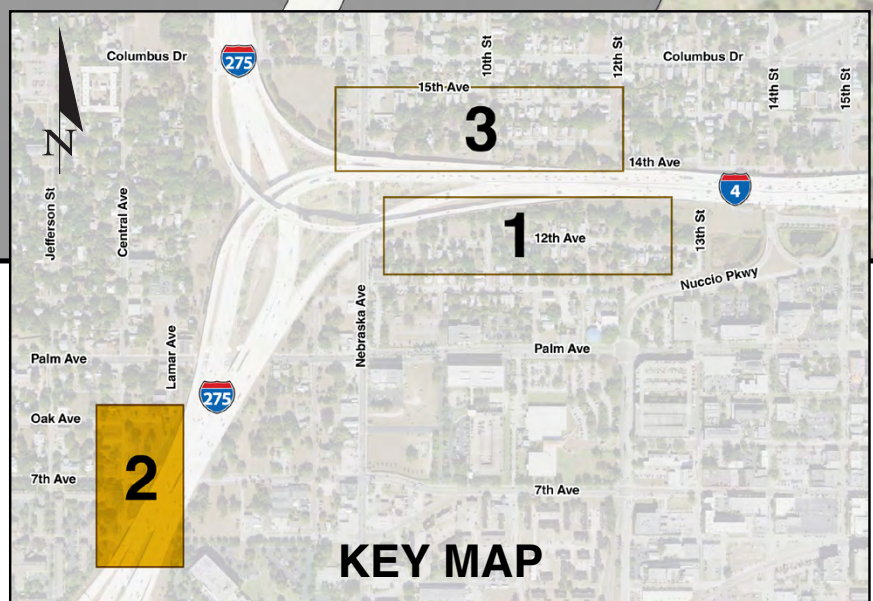 Columbus Dr
275
10th St
12th St
Columbus Dr
14th St
15th St
15th Ave
3
N
14th Ave
4
Jefferson St
Central Ave
1
12th Ave
13th St
Nuccio Pkwy
Nebraska Ave
Lamar Ave
Palm Ave
Palm Ave
275
Oak Ave
2
7th Ave
7th Ave
KEY MAP